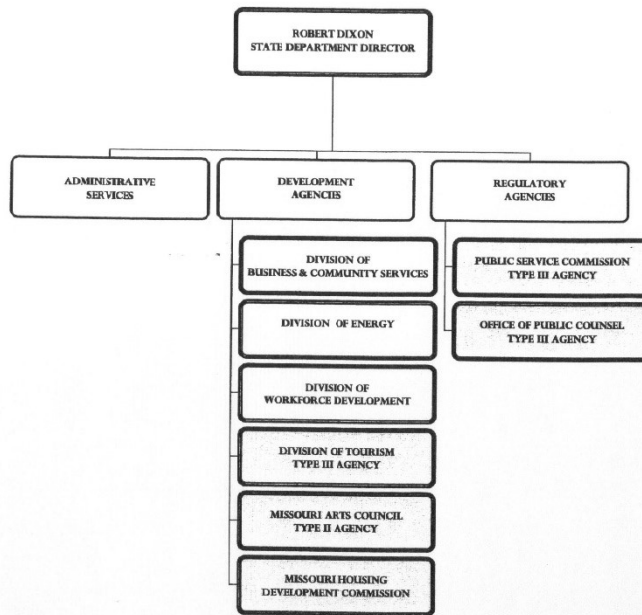 ROBERT DIXON
STATE DEPARTMENT DIRECTOR
ADMINISTRATIVE
SERVICES
DEVELOPMENT
AGENCIES
REGULATORY
AGENCIES
DIVISION OF
BUSINESS & COMMUNITY SERVICES
DIVISION OF ENERGY
DIVISION OF
WORKFORCE DEVELOPMENT
DIVISION OF TOURISM
TYPE III AGENCY
MISSOURI ARTS COUNCIL
TYPE II AGENCY
MISSOURI HOUSING
DEVELOPMENT COMMISSION
PUBLIC SERVICE COMMISSION
TYPE III AGENCY
OFFICE OF PUBLIC COUNSEL
TYPE III AGENCY